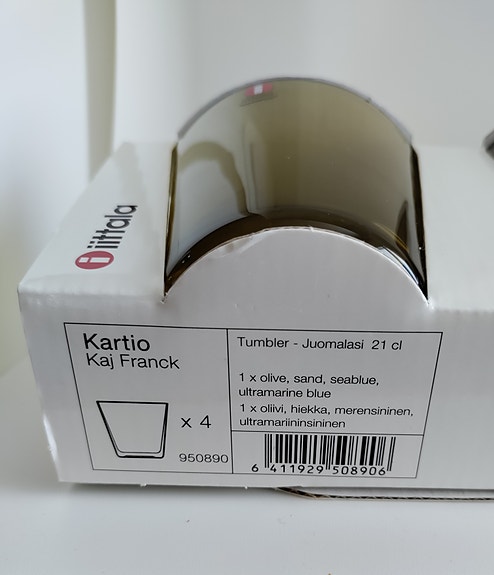 iittala
Kartio
Kaj Franck
x 4
950890
Tumbler - Juomalasi 21 cl
1 x olive, sand, seablue,
ultramarine blue
1 x oliivi, hiekka, merensininen,
ultramariininsininen
6 411929 508906